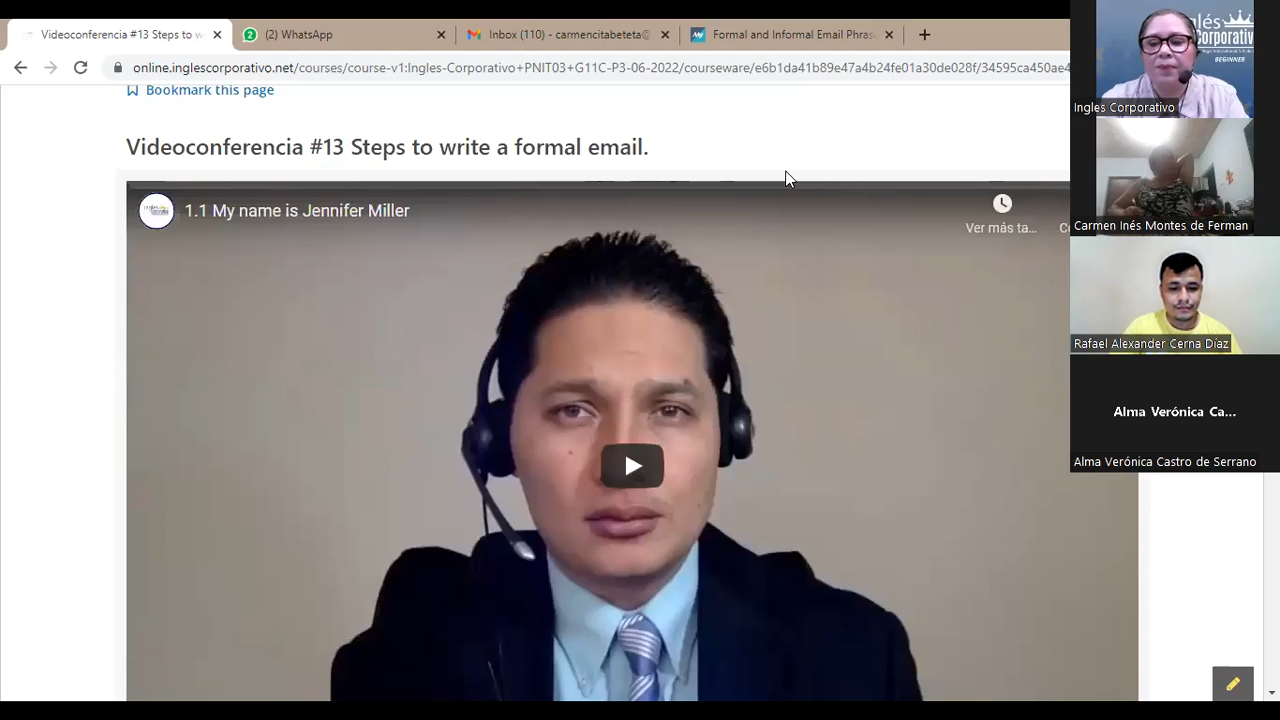 Videoconferencia #13 Steps to w
(2) WhatsApp
Inbox (110) - carmencitabeteta@
Formal and Informal Email Phras
online.inglescorporativo.net/courses/course-v1:Ingles-Corporativo+INT03+G11C-P3-06-2022/courseware/e6b1da41b89e47a4b24fe01a30de028f/34595ca450ae4
Bookmark this page
Videoconferencia #13 Steps to write a formal email.
1.1 My name is Jennifer Miller
Ver más ta...
BEGINNER
Ingles Corporativo
Carmen Inés Montes de Ferman
Rafael Alexander Cerna Díaz
Alma Verónica Ca...
Alma Verónica Castro de Serrano